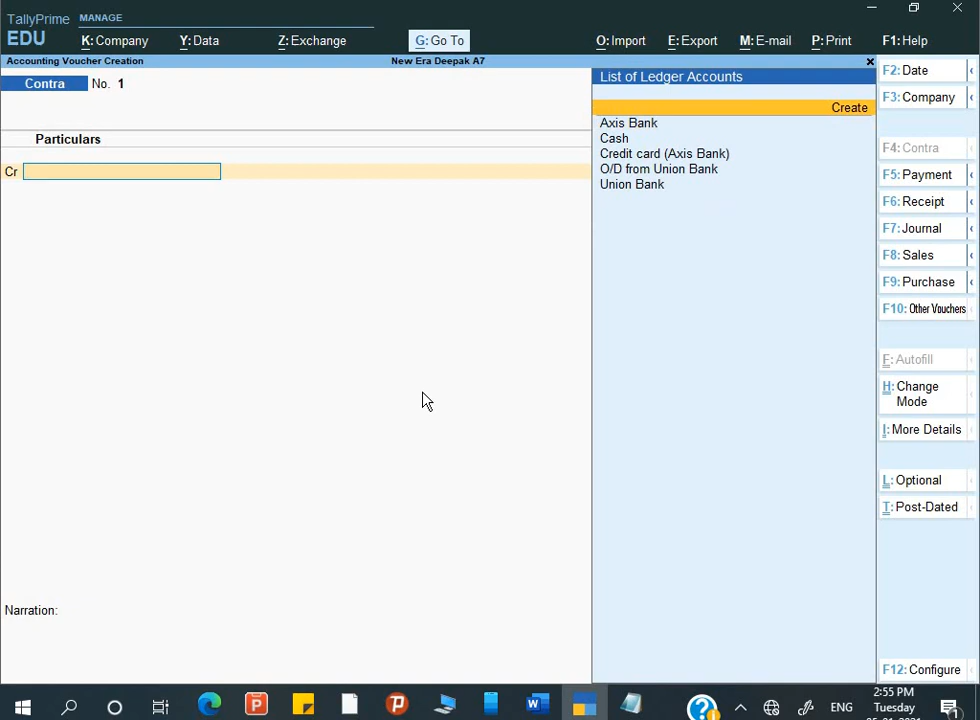 TallyPrime
EDU
MANAGE
K: Company
Y: Data
Z: Exchange
G: Go To
O: Import
E: Export
M: E-mail
P: Print
F1: Help
Accounting Voucher Creation
New Era Deepak A7
Contra
No. 1
Particulars
Cr
Narration:
List of Ledger Accounts
Create
Axis Bank
Cash
Credit card (Axis Bank)
O/D from Union Bank
Union Bank
F2: Date
F3: Company
F4: Contra
F5: Payment
F6: Receipt
F7: Journal
F8: Sales
F9: Purchase
F10: Other Vouchers
F: Autofill
H: Change
Mode
I: More Details
L: Optional
T: Post-Dated
F12: Configure
ENG
2:55 PM
Tuesday